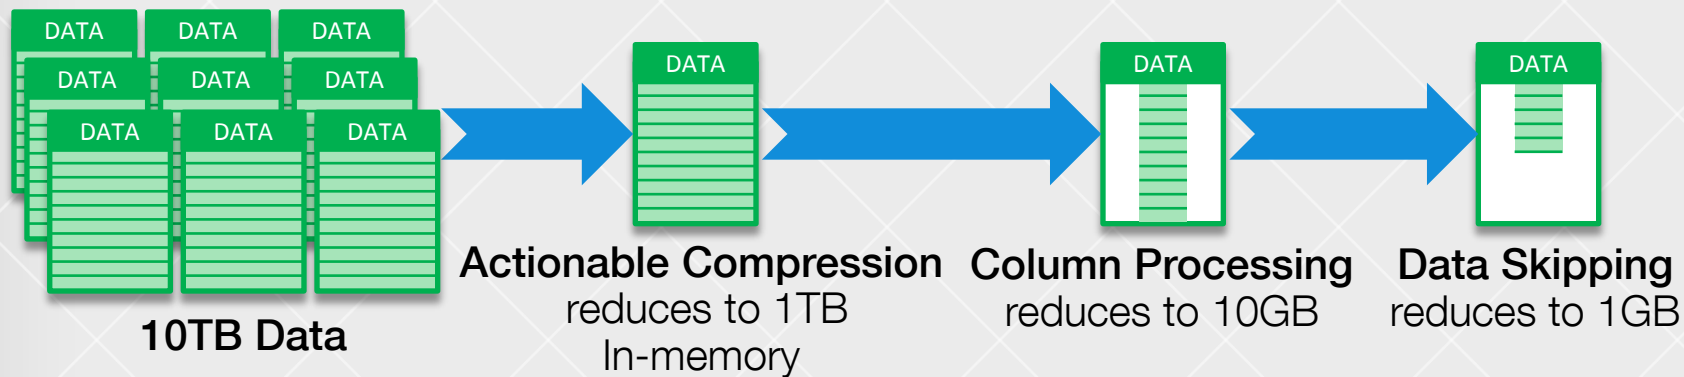 DATA DATA DATA
DATA DATA DATA
DATA DATA DATA
10TB Data
DATA
Actionable Compression
reduces to 1TB
In-memory
DATA
Column Processing
reduces to 10GB
DATA
Data Skipping
reduces to 1GB